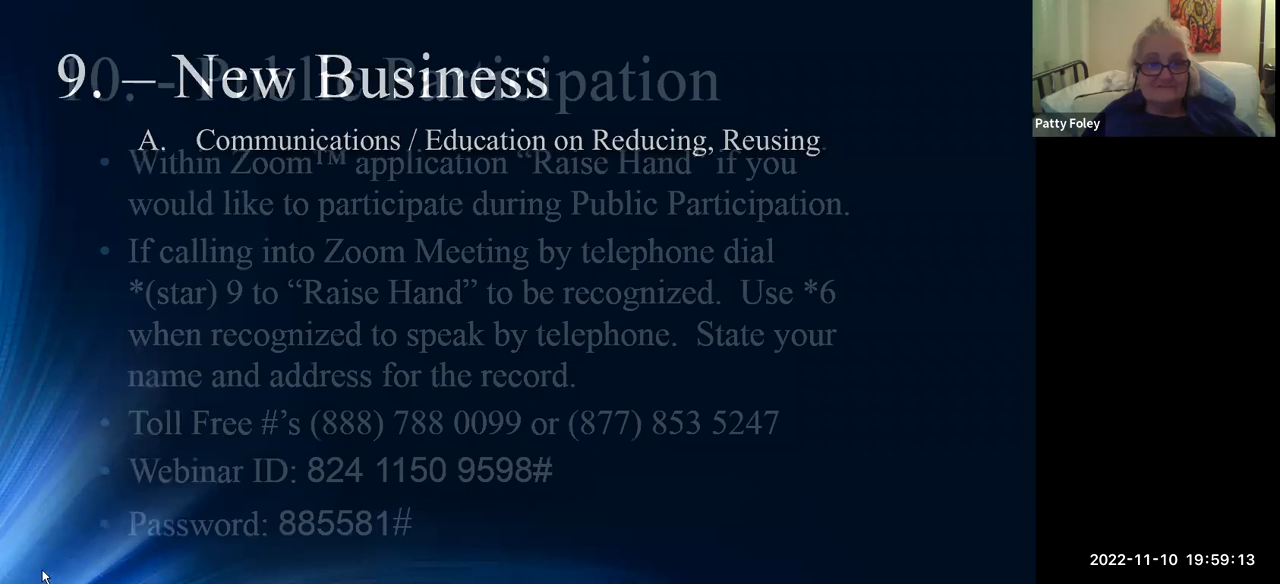 9. – New Business
10. - Public Participation
A. Communications / Education on Reducing, Reusing
• Within Zoom™ application “Raise Hand” if you
would like to participate during Public Participation.
• If calling into Zoom Meeting by telephone dial
*(star) 9 to “Raise Hand” to be recognized. Use *6
when recognized to speak by telephone. State your
name and address for the record.
• Toll Free #’s (888) 788 0099 or (877) 853 5247
• Webinar ID: 824 1150 9598#
• Password: 885581#
Patty Foley
2022-11-10 19:59:13